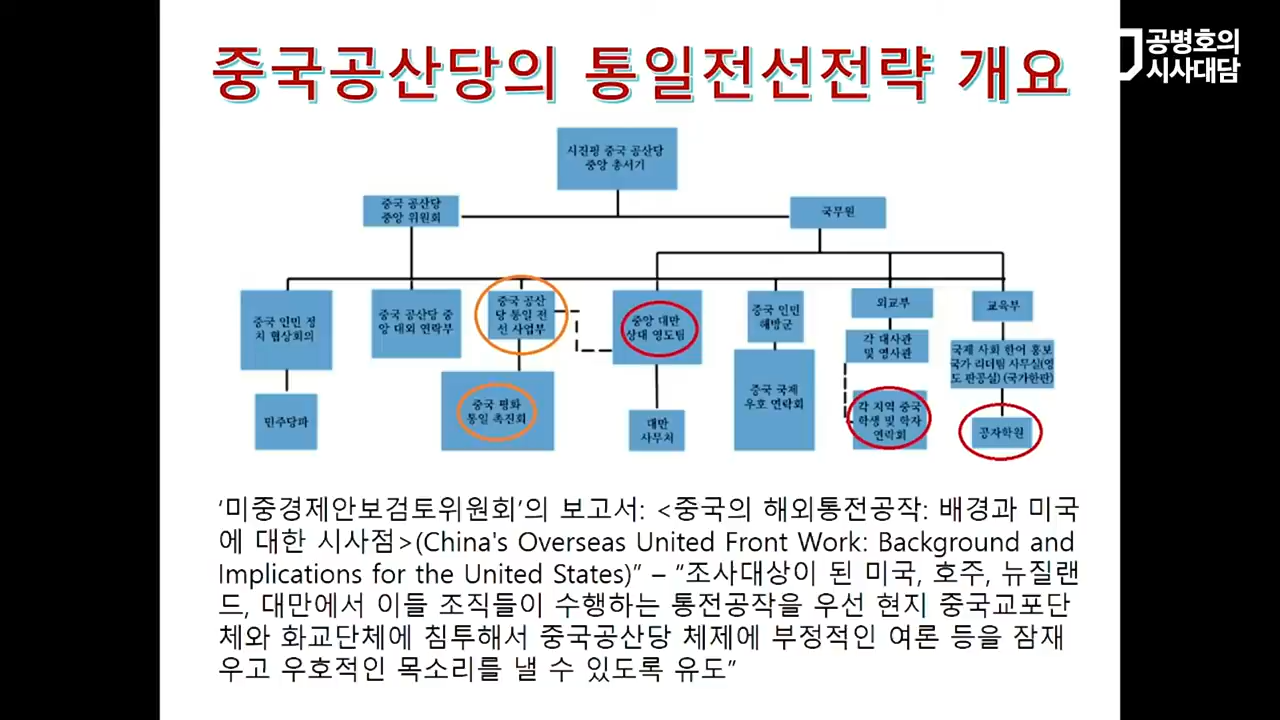 중국공산당의 통일전선전략 개요
공병호의
시사대담
시진핑 중국 공산당
중앙 총서기
중국 공산당
중앙 위원회
국무원
중국 인민 정
치 협상회의
중국 공산당 중
앙 대외 연락부
중국 공산
당 통일 전
선 사업부
중앙 대만
상대 영도팀
중국 인민
해방군
외교부
교육부
각 대사관
및 영사관
국제 사회 한어 홍보
국가 리더팀 사무실(영
도 판공실) (국가한판)
민주당파
중국 평화
통일 촉진회
대만
사무처
중국 국제
우호 연락회
각 지역 중국
학생 및 학자
연락회
공자학원
‘미중경제안보검토위원회’의 보고서: <중국의 해외통전공작: 배경과 미국
에 대한 시사점>(China's Overseas United Front Work: Background and
Implications for the United States)” – “조사대상이 된 미국, 호주, 뉴질랜
드, 대만에서 이들 조직들이 수행하는 통전공작을 우선 현지 중국교포단
체와 화교단체에 침투해서 중국공산당 체제에 부정적인 여론 등을 잠재
우고 우호적인 목소리를 낼 수 있도록 유도”